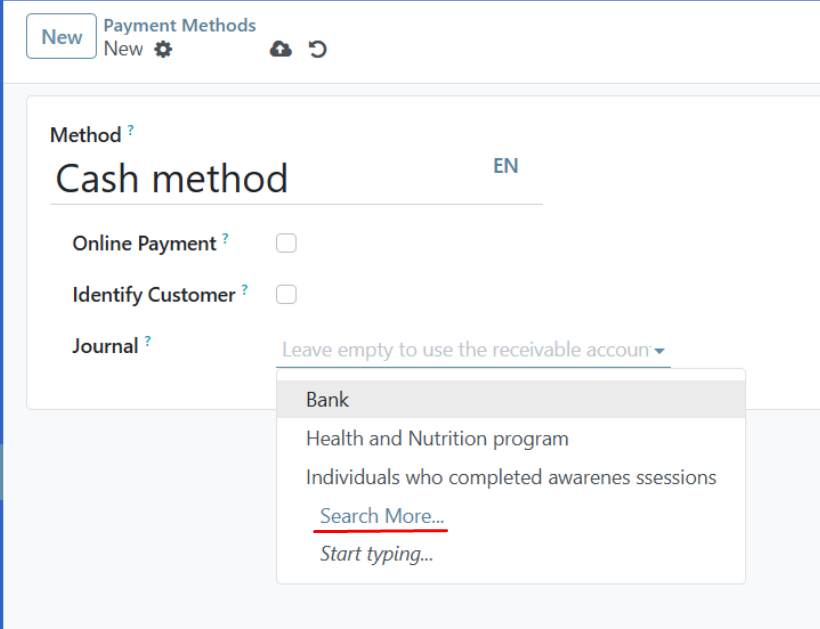 New
Payment Methods
New
Method ?
Cash method
EN
Online Payment ?
Identify Customer ?
Journal ?
Leave empty to use the receivable accoun
Bank
Health and Nutrition program
Individuals who completed awarenes ssessions
Search More...
Start typing...